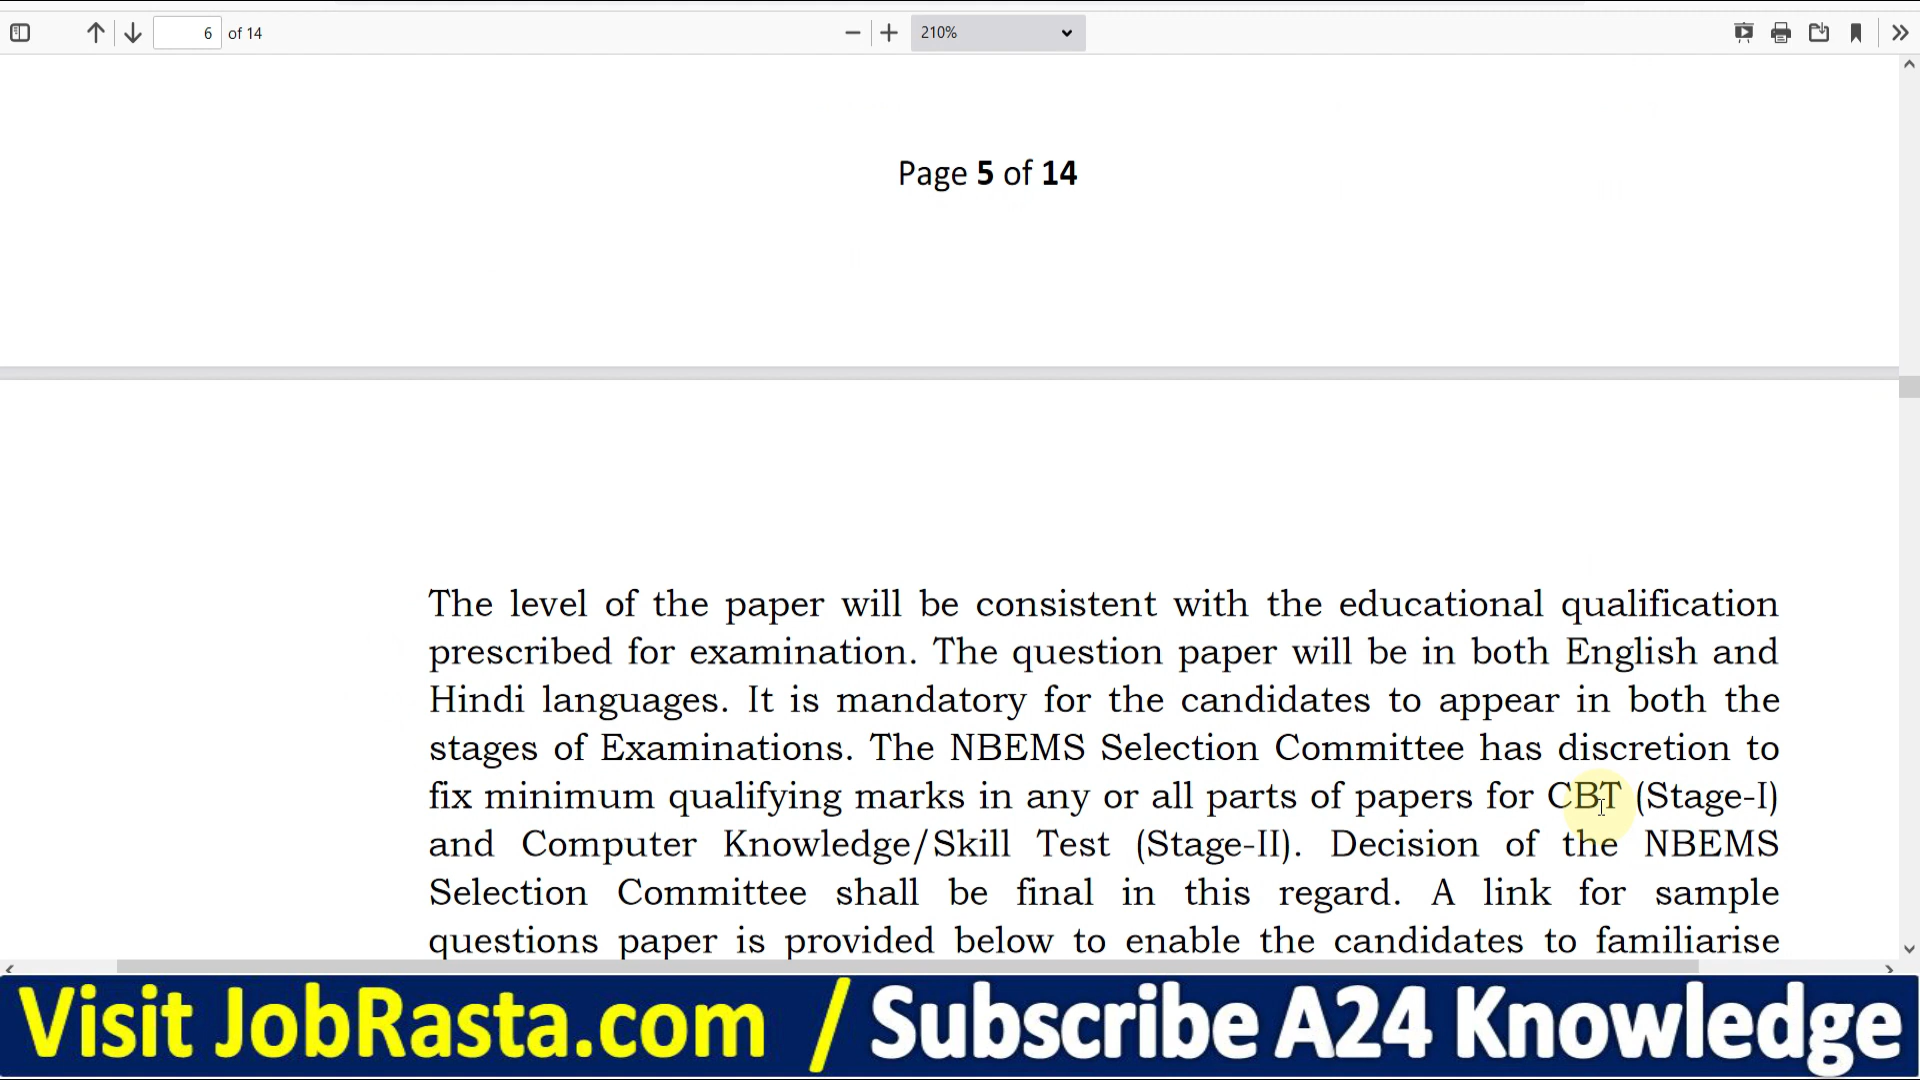 6 of 14
210%
Page 5 of 14
The level of the paper will be consistent with the educational qualification
prescribed for examination. The question paper will be in both English and
Hindi languages. It is mandatory for the candidates to appear in both the
stages of Examinations. The NBEMS Selection Committee has discretion to
fix minimum qualifying marks in any or all parts of papers for CBT (Stage-I)
and Computer Knowledge/Skill Test (Stage-II). Decision of the NBEMS
Selection Committee shall be final in this regard. A link for sample
questions paper is provided below to enable the candidates to familiarise
Visit JobRasta.com / Subscribe A24 Knowledge